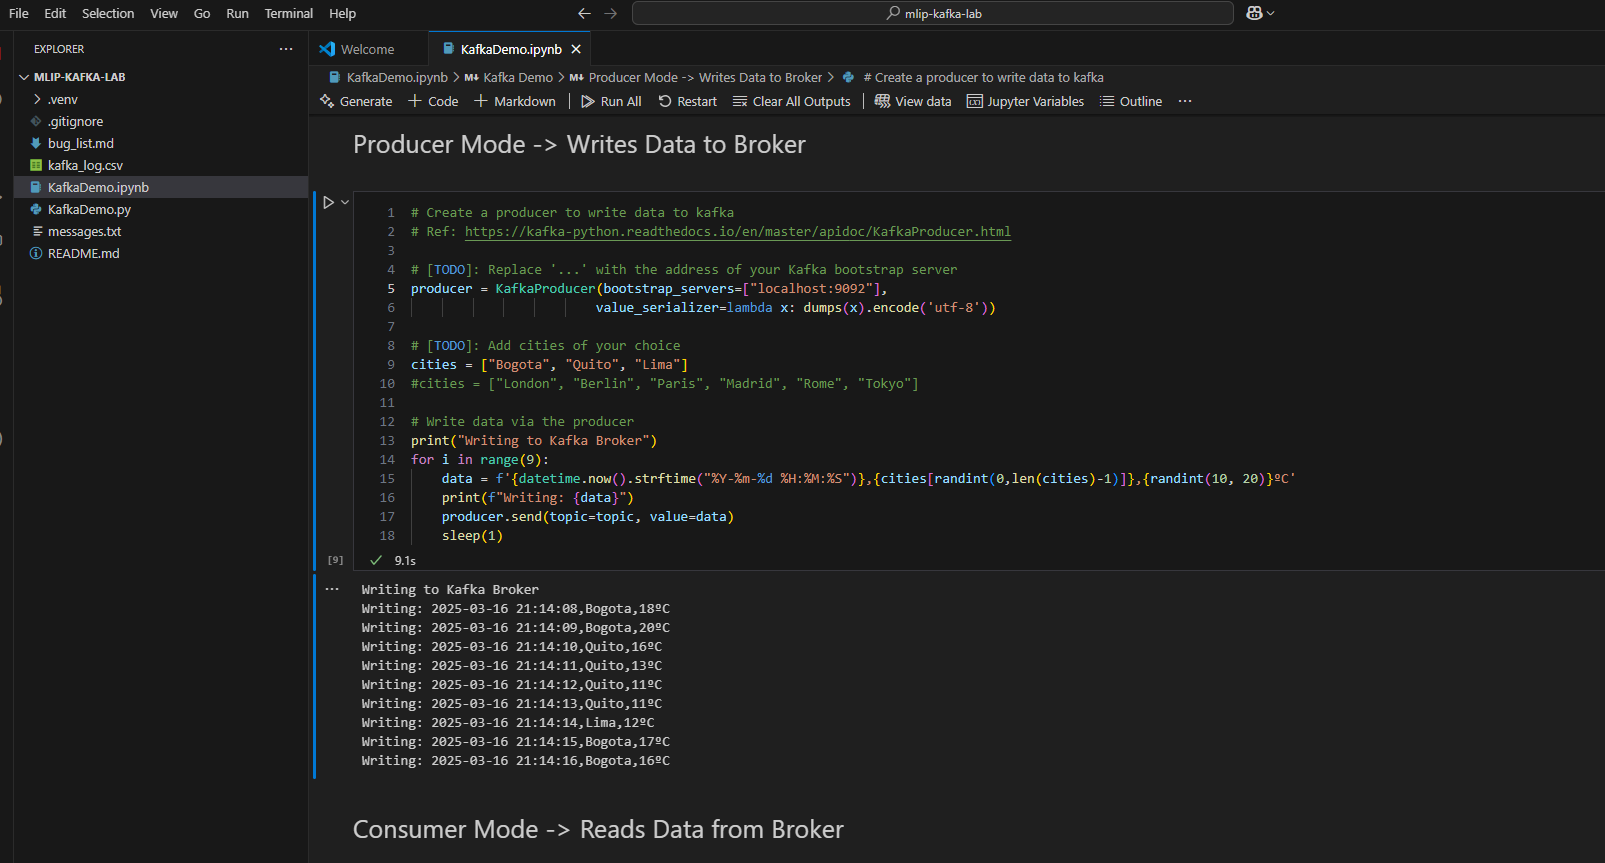 File Edit Selection View Go Run Terminal Help
mlip-kafka-lab
EXPLORER
MLIP-KAFKA-LAB
.venv
.gitignore
bug_list.md
kafka_log.csv
KafkaDemo.ipynb
KafkaDemo.py
messages.txt
README.md
Welcome
KafkaDemo.ipynb
KafkaDemo.ipynb > M↓ Kafka Demo > M↓ Producer Mode -> Writes Data to Broker > # Create a producer to write data to kafka
Generate + Code + Markdown | Run All Restart Clear All Outputs | View data Jupyter Variables Outline ...
Producer Mode -> Writes Data to Broker
1 # Create a producer to write data to kafka
2 # Ref: https://kafka-python.readthedocs.io/en/master/apidoc/KafkaProducer.html
3
4 # [TODO]: Replace '...' with the address of your Kafka bootstrap server
5 producer = KafkaProducer(bootstrap_servers=["localhost:9092"],
6 value_serializer=lambda x: dumps(x).encode('utf-8'))
7
8 # [TODO]: Add cities of your choice
9 cities = ["Bogota", "Quito", "Lima"]
10 #cities = ["London", "Berlin", "Paris", "Madrid", "Rome", "Tokyo"]
11
12 # Write data via the producer
13 print("Writing to Kafka Broker")
14 for i in range(9):
15 data = f'{datetime.now().strftime("%Y-%m-%d %H:%M:%S")},{cities[randint(0,len(cities)-1)]},{randint(10, 20)}ºC'
16 print(f"Writing: {data}")
17 producer.send(topic=topic, value=data)
18 sleep(1)
[9] 9.1s
Writing to Kafka Broker
Writing: 2025-03-16 21:14:08,Bogota,18ºC
Writing: 2025-03-16 21:14:09,Bogota,20ºC
Writing: 2025-03-16 21:14:10,Quito,16ºC
Writing: 2025-03-16 21:14:11,Quito,13ºC
Writing: 2025-03-16 21:14:12,Quito,11ºC
Writing: 2025-03-16 21:14:13,Quito,11ºC
Writing: 2025-03-16 21:14:14,Lima,12ºC
Writing: 2025-03-16 21:14:15,Bogota,17ºC
Writing: 2025-03-16 21:14:16,Bogota,16ºC
Consumer Mode -> Reads Data from Broker